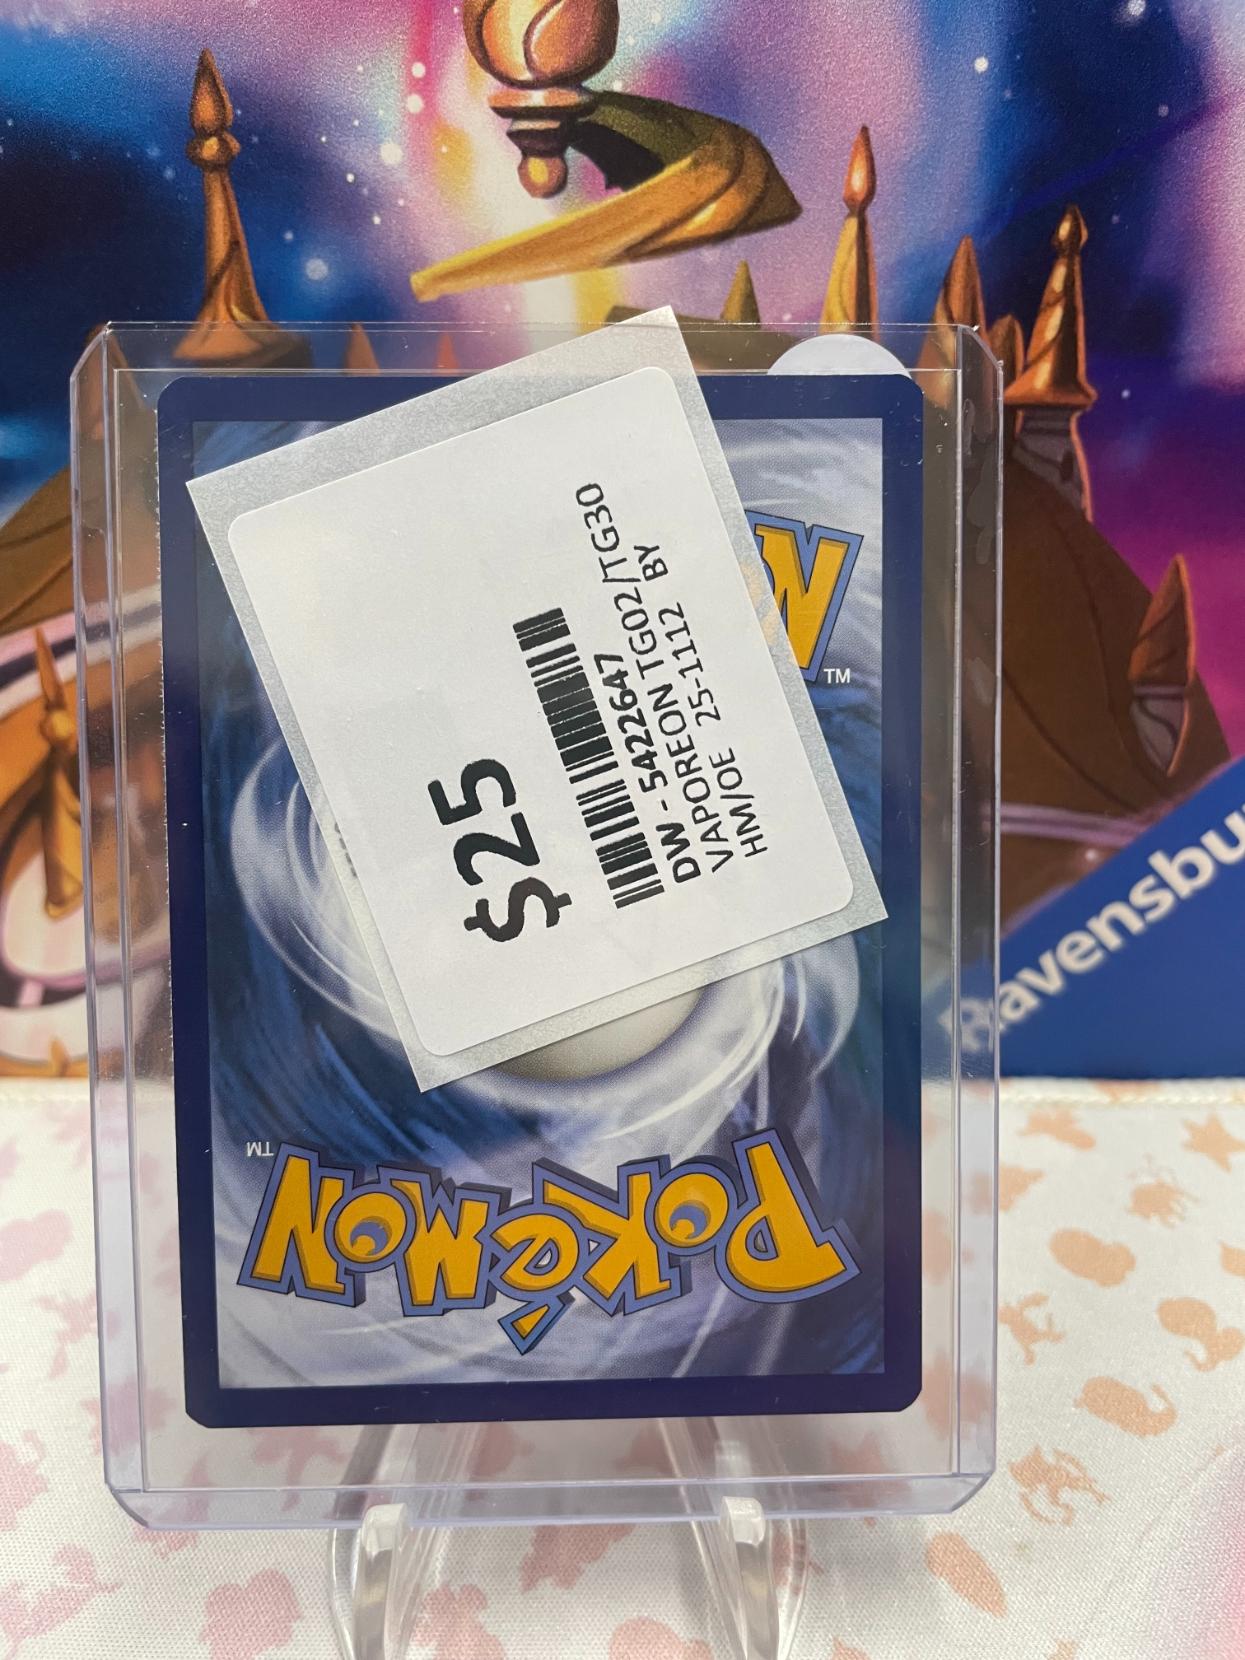 $25
DW - 5422647
VAPOREON TG02/TG30
HM/OE 25-1112 BY
N
TM
TM
POKéMON
Ravensbu